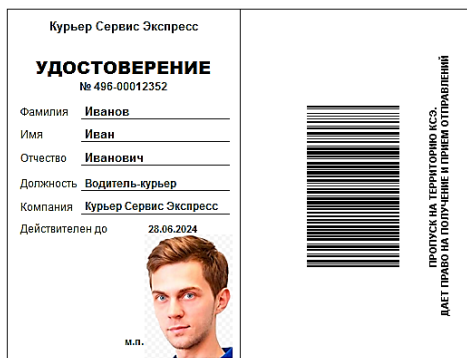 Курьер Сервис Экспресс
УДОСТОВЕРЕНИЕ
№ 496-00012352
Фамилия Иванов
Имя Иван
Отчество Иванович
Должность Водитель-курьер
Компания Курьер Сервис Экспресс
Действителен до 28.06.2024
м.п.
ПРОПУСК НА ТЕРРИТОРИЮ КСЭ.
ДАЕТ ПРАВО НА ПОЛУЧЕНИЕ И ПРИЕМ ОТПРАВЛЕНИЙ